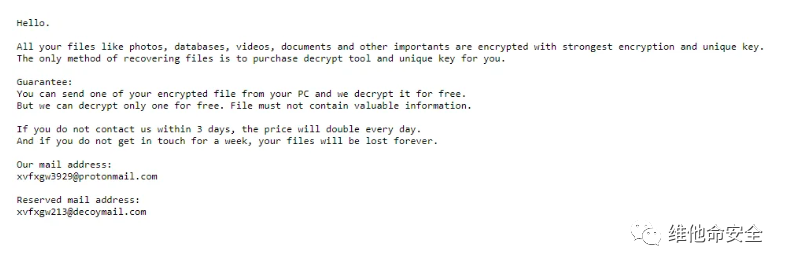 Hello.
All your files like photos, databases, videos, documents and other importants are encrypted with strongest encryption and unique key.
The only method of recovering files is to purchase decrypt tool and unique key for you.
Guarantee:
You can send one of your encrypted file from your PC and we decrypt it for free.
But we can decrypt only one for free. File must not contain valuable information.
If you do not contact us within 3 days, the price will double every day.
And if you do not get in touch for a week, your files will be lost forever.
Our mail address:
xvfxgw3929@protonmail.com
Reserved mail address:
xvfxgw213@decoymail.com
维他命安全